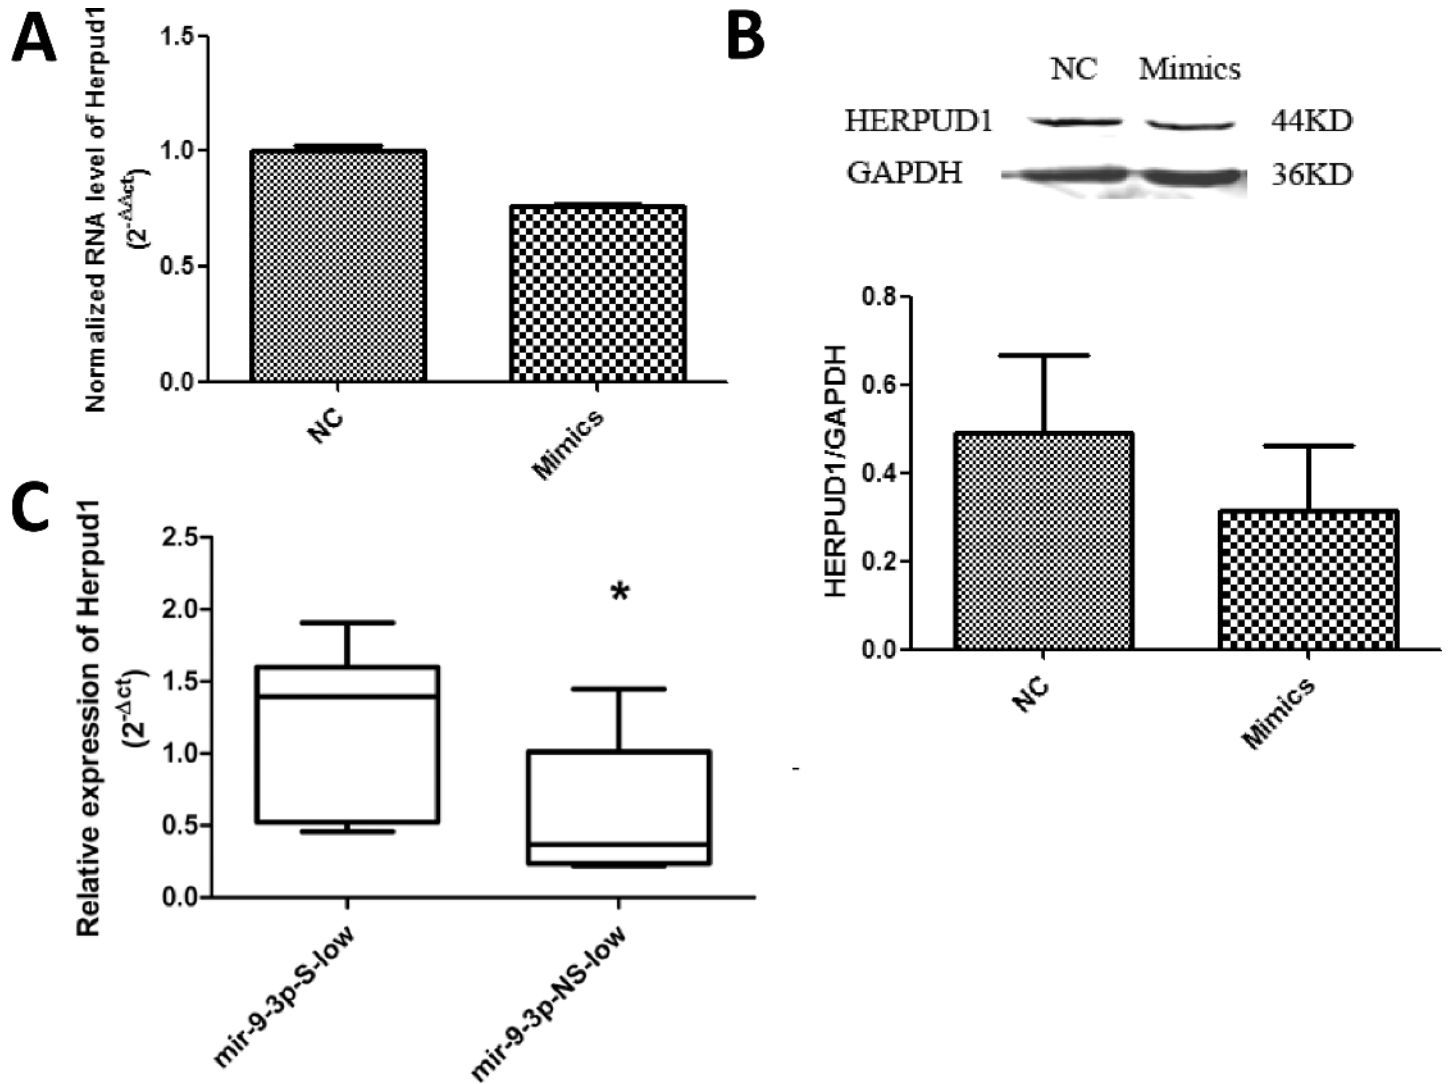 A
Normalized RNA level of Herpud1
(2-ΔΔct)
1.5
1.0
0.5
0.0
NC
Mimics
B
NC Mimics
HERPUD1 44KD
GAPDH 36KD
HERPUD1/GAPDH
0.8
0.6
0.4
0.2
0.0
NC
Mimics
C
Relative expression of Herpud1
(2-Δct)
2.5
2.0
1.5
1.0
0.5
0.0
*
mir-9-3p-S-low
mir-9-3p-NS-low
-